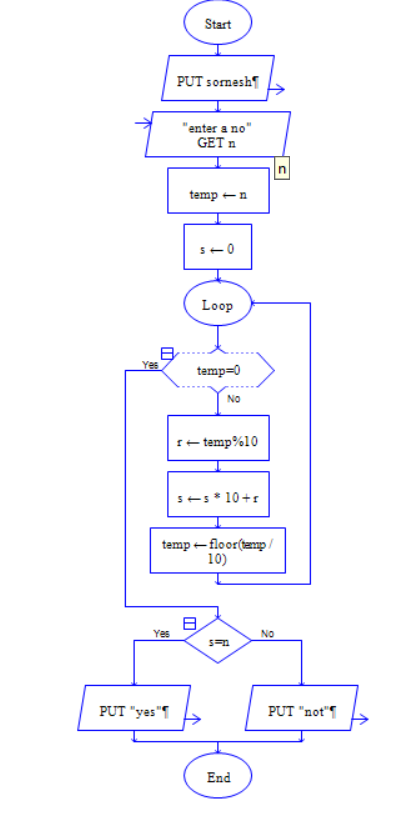 Start
PUT sornesh¶
"enter a no"
GET n
n
temp ← n
s ← 0
Loop
Yes
temp=0
No
r ← temp%10
s ← s * 10 + r
temp ← floor(temp /
10)
Yes
s=n
No
PUT "yes"¶
PUT "not"¶
End